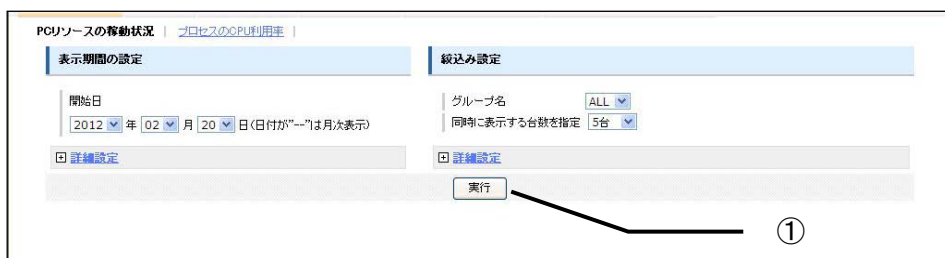 PCリソースの稼動状況 | プロセスのCPU利用率 |
表示期間の設定
開始日
2012 年 02 月 20 日(日付が"--"は月次表示)
詳細設定
絞込み設定
グループ名 ALL
同時に表示する台数を指定 5台
詳細設定
実行
①